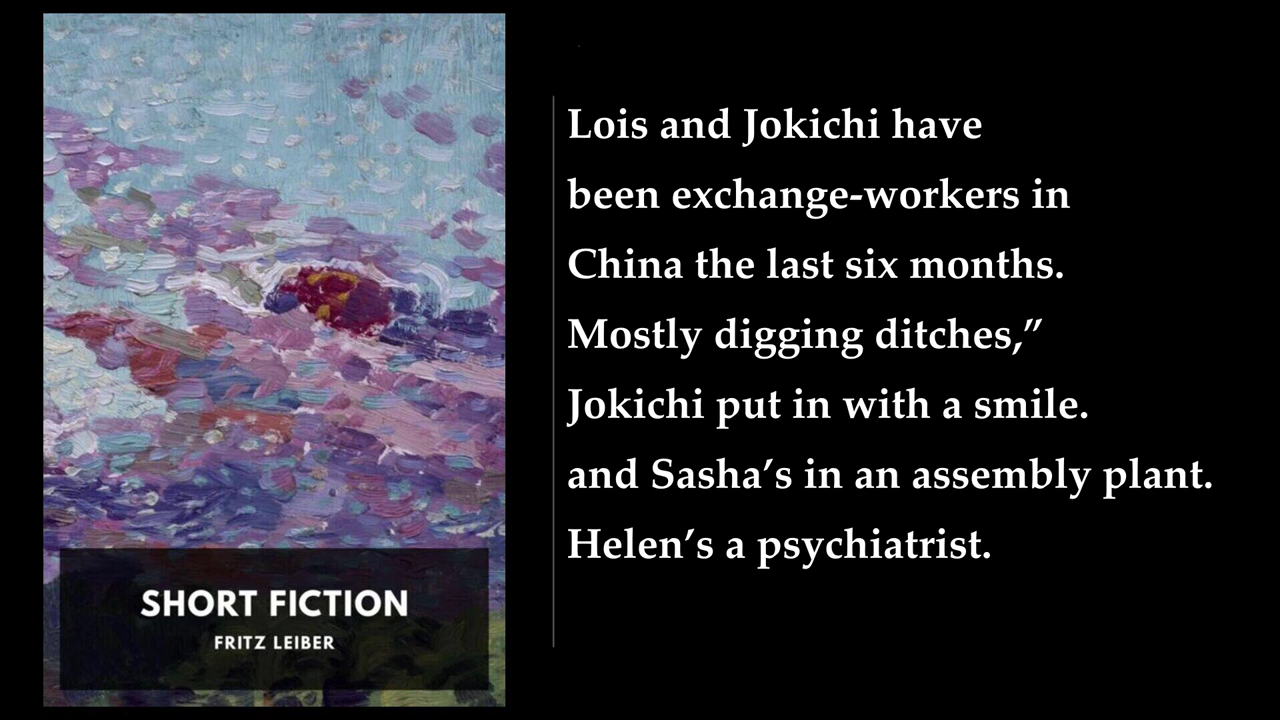 Lois and Jokichi have
been exchange-workers in
China the last six months.
Mostly digging ditches,”
Jokichi put in with a smile.
and Sasha’s in an assembly plant.
Helen’s a psychiatrist.
SHORT FICTION
FRITZ LEIBER